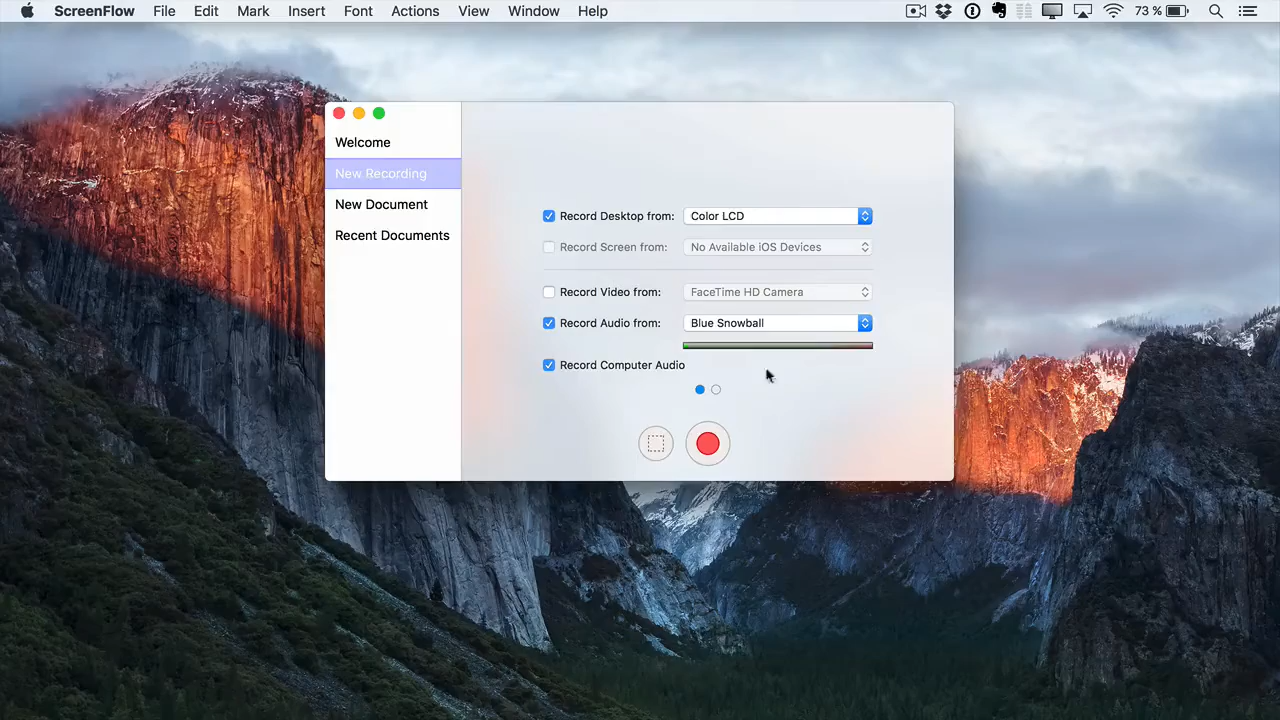 ScreenFlow File Edit Mark Insert Font Actions View Window Help 73 %
Welcome
New Recording
New Document
Recent Documents
Record Desktop from: Color LCD
Record Screen from: No Available iOS Devices
Record Video from: FaceTime HD Camera
Record Audio from: Blue Snowball
Record Computer Audio